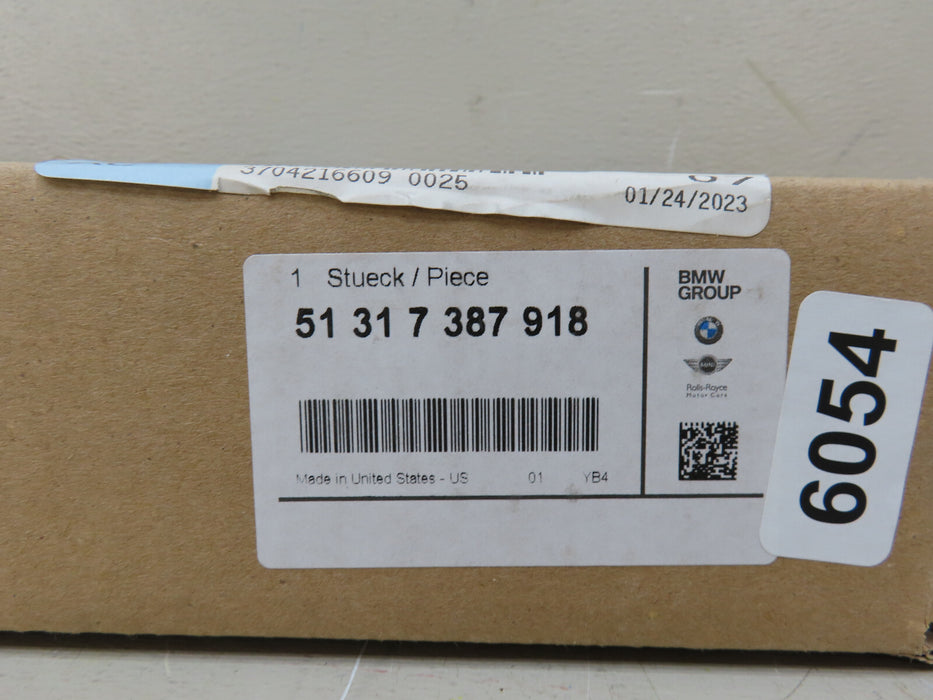 3704216609 0025
01/24/2023
1 Stueck / Piece
51 31 7 387 918
Made in United States - US 01 YB4
BMW
GROUP
MINI
Rolls-Royce
Motor Cars
6054